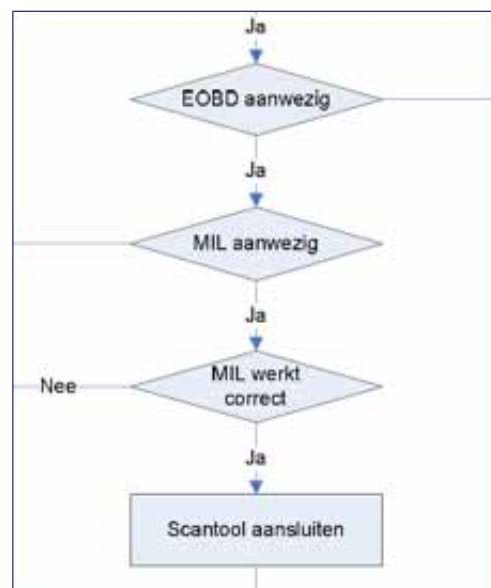 Ja
EOBD aanwezig
Ja
MIL aanwezig
Ja
Nee
MIL werkt
correct
Ja
Scantool aansluiten